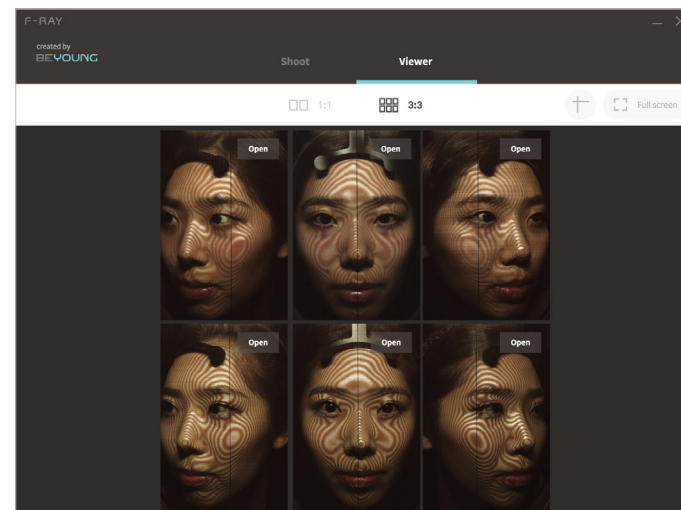 F-RAY
created by
BEYOUNG
Shoot
Viewer
1:1
3:3
Full screen
Open
Open
Open
Open
Open
Open